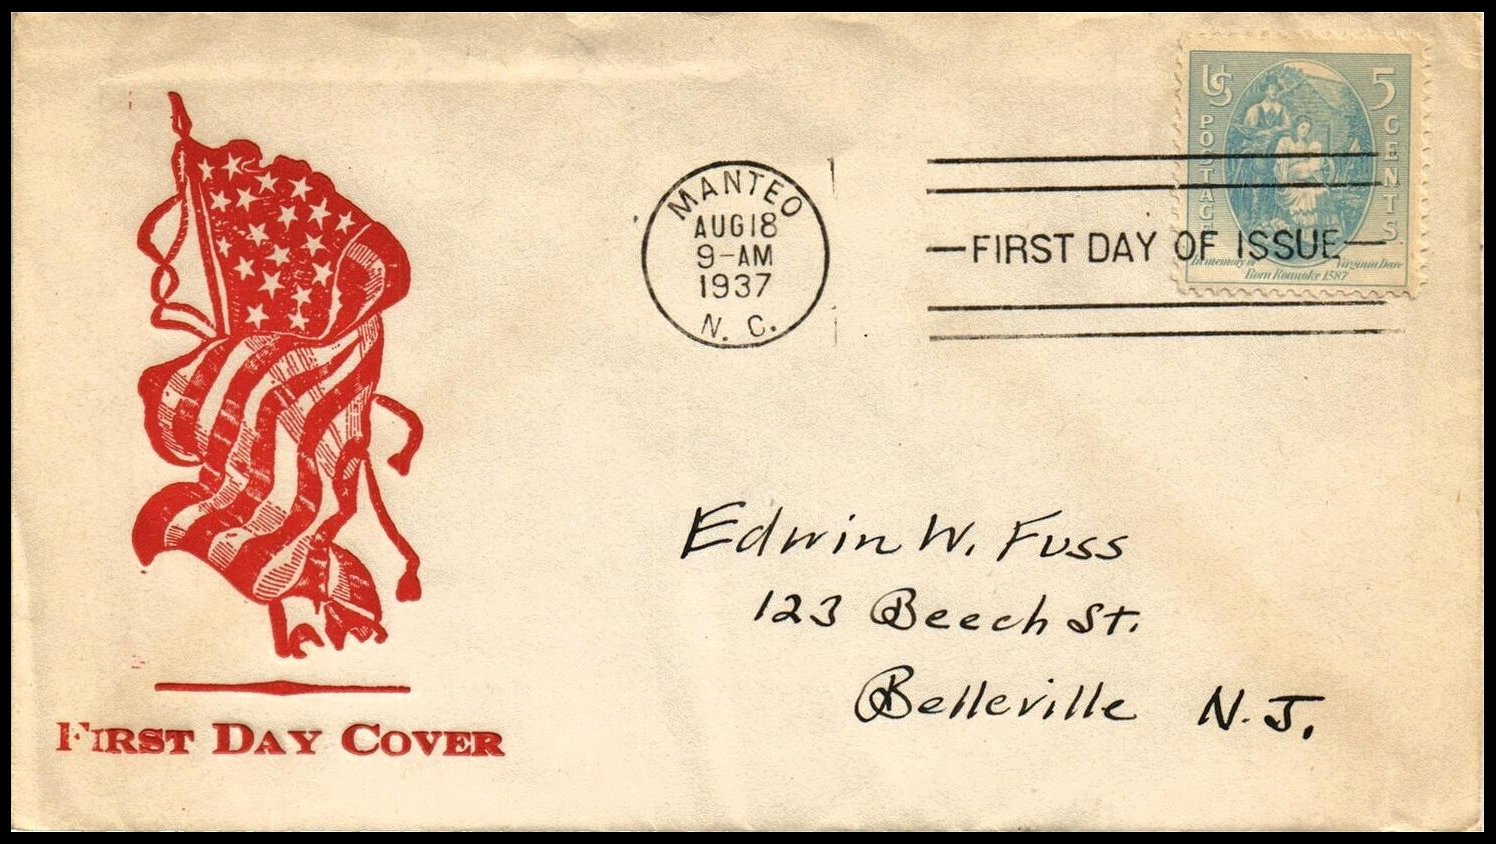 US POSTAGE
5 CENTS.
In memory of Virginia Dare
Born Roanoke 1587
MANTEO
AUG 18
9-AM
1937
N. C.
—FIRST DAY OF ISSUE—
Edwin W. Fuss
123 Beech St.
Belleville N.J.
FIRST DAY COVER